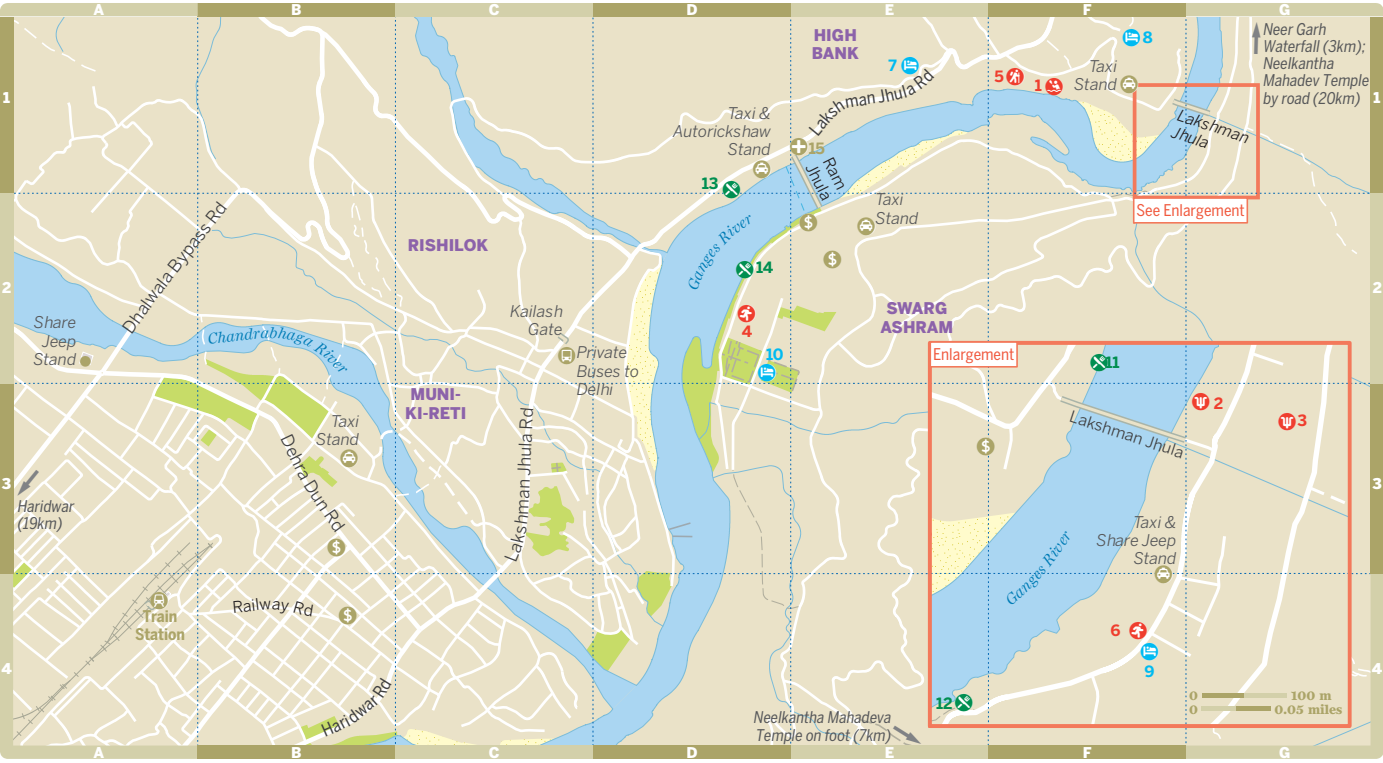 A B C D E F G
1
2
3
4
1
2
3
4
HIGH
BANK
7
Lakshman Jhula Rd
5
1
8
Taxi
Stand
Neer Garh
Waterfall (3km);
Neelkantha
Mahadev Temple
by road (20km)
Lakshman
Jhula
See Enlargement
Taxi &
Autorickshaw
Stand
15
Ram
Jhula
13
Taxi
Stand
$
$
Ganges River
14
4
10
SWARG
ASHRAM
Dhalwala Bypass Rd
RISHILOK
Kailash
Gate
Private
Buses to
Delhi
Share
Jeep
Stand
Chandrabhaga River
MUNI-
KI-RETI
Taxi
Stand
Dehra Dun Rd
Lakshman Jhula Rd
Haridwar
(19km)
$
Train
Station
Railway Rd
$
Haridwar Rd
Neelkantha Mahadeva
Temple on foot (7km)
Enlargement
11
2
3
Lakshman Jhula
$
Taxi &
Share Jeep
Stand
Ganges River
6
9
12
0 100 m
0 0.05 miles
A B C D E F G